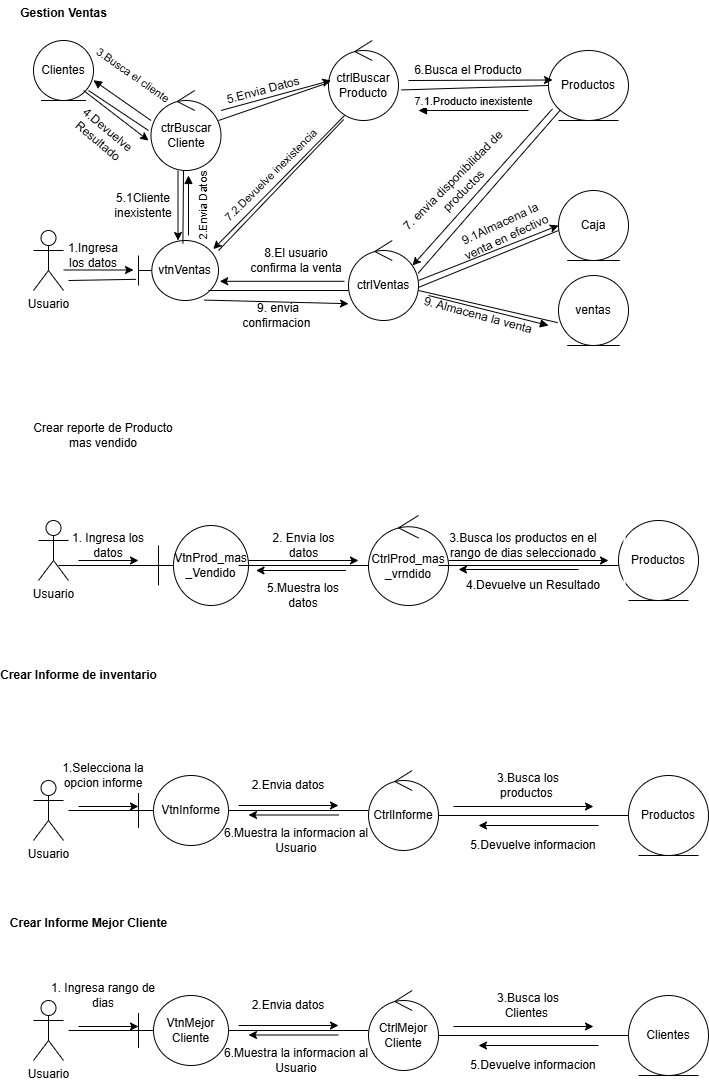 Gestion Ventas
Clientes
3.Busca el cliente
4.Devuelve
Resultado
ctrBuscar
Cliente
5.Envia Datos
ctrlBuscar
Producto
6.Busca el Producto
7.1.Producto inexistente
Productos
5.1Cliente
inexistente
2.Envia Datos
7.2.Devuelve inexistencia
7. envia disponibilidad de
productos
9.1Almacena la
venta en efectivo
Caja
1.Ingresa
los datos
Usuario
vtnVentas
8.El usuario
confirma la venta
9. envia
confirmacion
ctrlVentas
9. Almacena la venta
ventas
Crear reporte de Producto
mas vendido
1. Ingresa los
datos
Usuario
VtnProd_mas
_Vendido
2. Envia los
datos
5.Muestra los
datos
CtrlProd_mas
_vrndido
3.Busca los productos en el
rango de dias seleccionado
4.Devuelve un Resultado
Productos
Crear Informe de inventario
1.Selecciona la
opcion informe
Usuario
VtnInforme
2.Envia datos
6.Muestra la informacion al
Usuario
CtrlInforme
3.Busca los
productos
5.Devuelve informacion
Productos
Crear Informe Mejor Cliente
1. Ingresa rango de
dias
Usuario
VtnMejor
Cliente
2.Envia datos
6.Muestra la informacion al
Usuario
CtrlMejor
Cliente
3.Busca los
Clientes
5.Devuelve informacion
Clientes